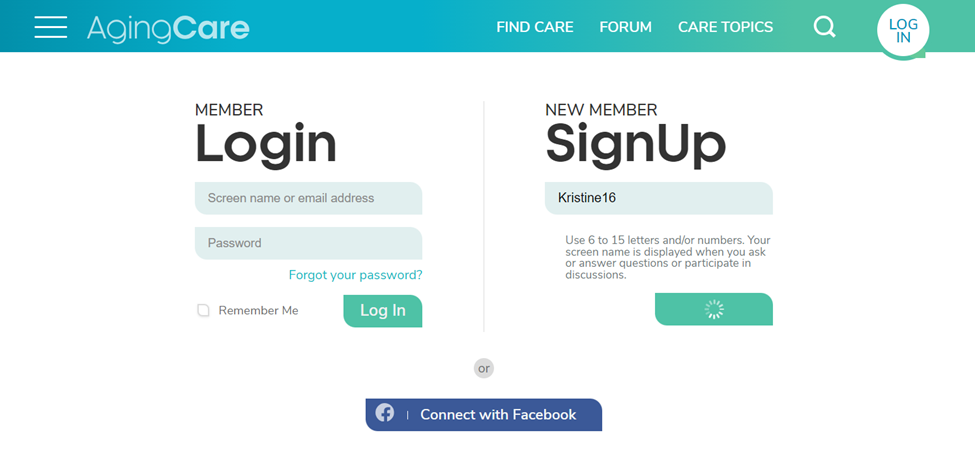 AgingCare
FIND CARE
FORUM
CARE TOPICS
LOG
IN
MEMBER
Login
Screen name or email address
Password
Forgot your password?
Remember Me
Log In
NEW MEMBER
SignUp
Kristine16
Use 6 to 15 letters and/or numbers. Your
screen name is displayed when you ask
or answer questions or participate in
discussions.
or
Connect with Facebook